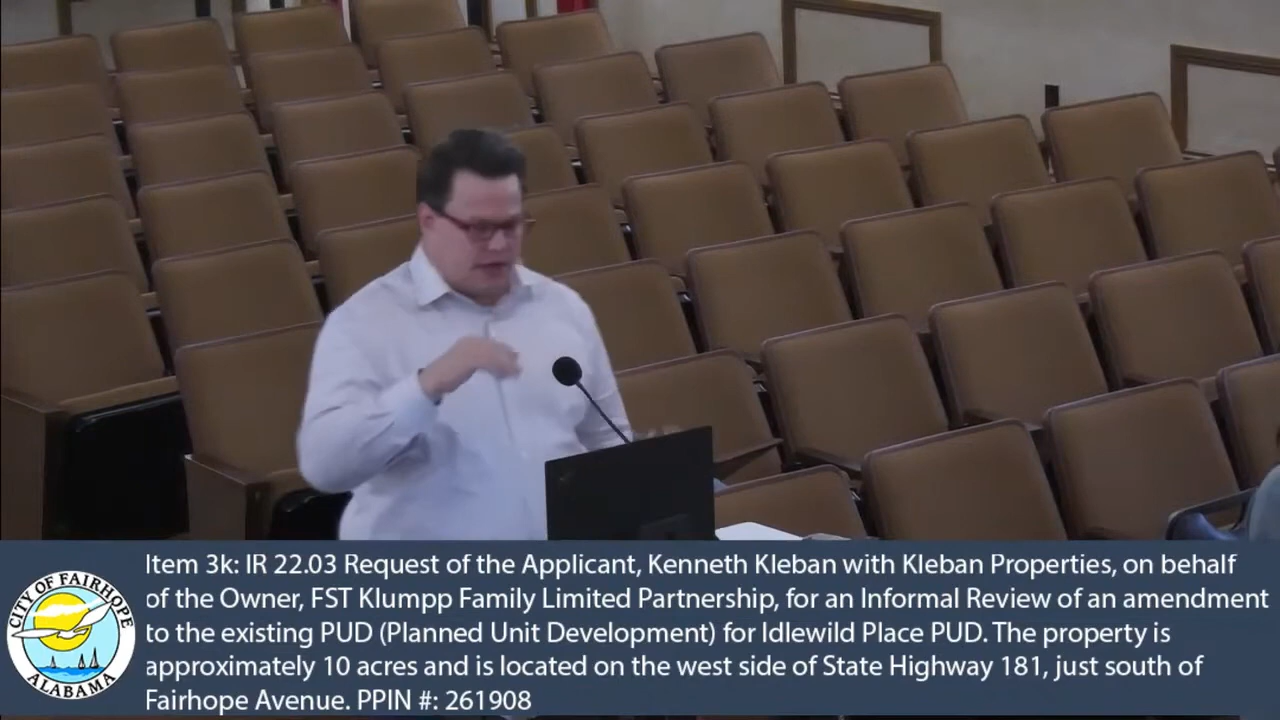 Item 3k: IR 22.03 Request of the Applicant, Kenneth Kleban with Kleban Properties, on behalf
of the Owner, FST Klumpp Family Limited Partnership, for an Informal Review of an amendment
to the existing PUD (Planned Unit Development) for Idlewild Place PUD. The property is
approximately 10 acres and is located on the west side of State Highway 181, just south of
Fairhope Avenue. PPIN #: 261908
CITY OF FAIRHOPE
ALABAMA